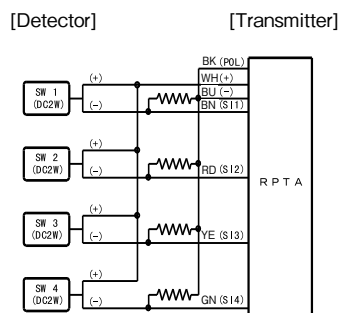 [Detector] [Transmitter]
BK (POL)
(+) WH (+)
SW 1 BU (-)
(DC2W) (-) BN (SI1)
(+)
SW 2
(DC2W) (-) RD (SI2)
RPTA
(+)
SW 3
(DC2W) (-) YE (SI3)
(+)
SW 4
(DC2W) (-) GN (SI4)